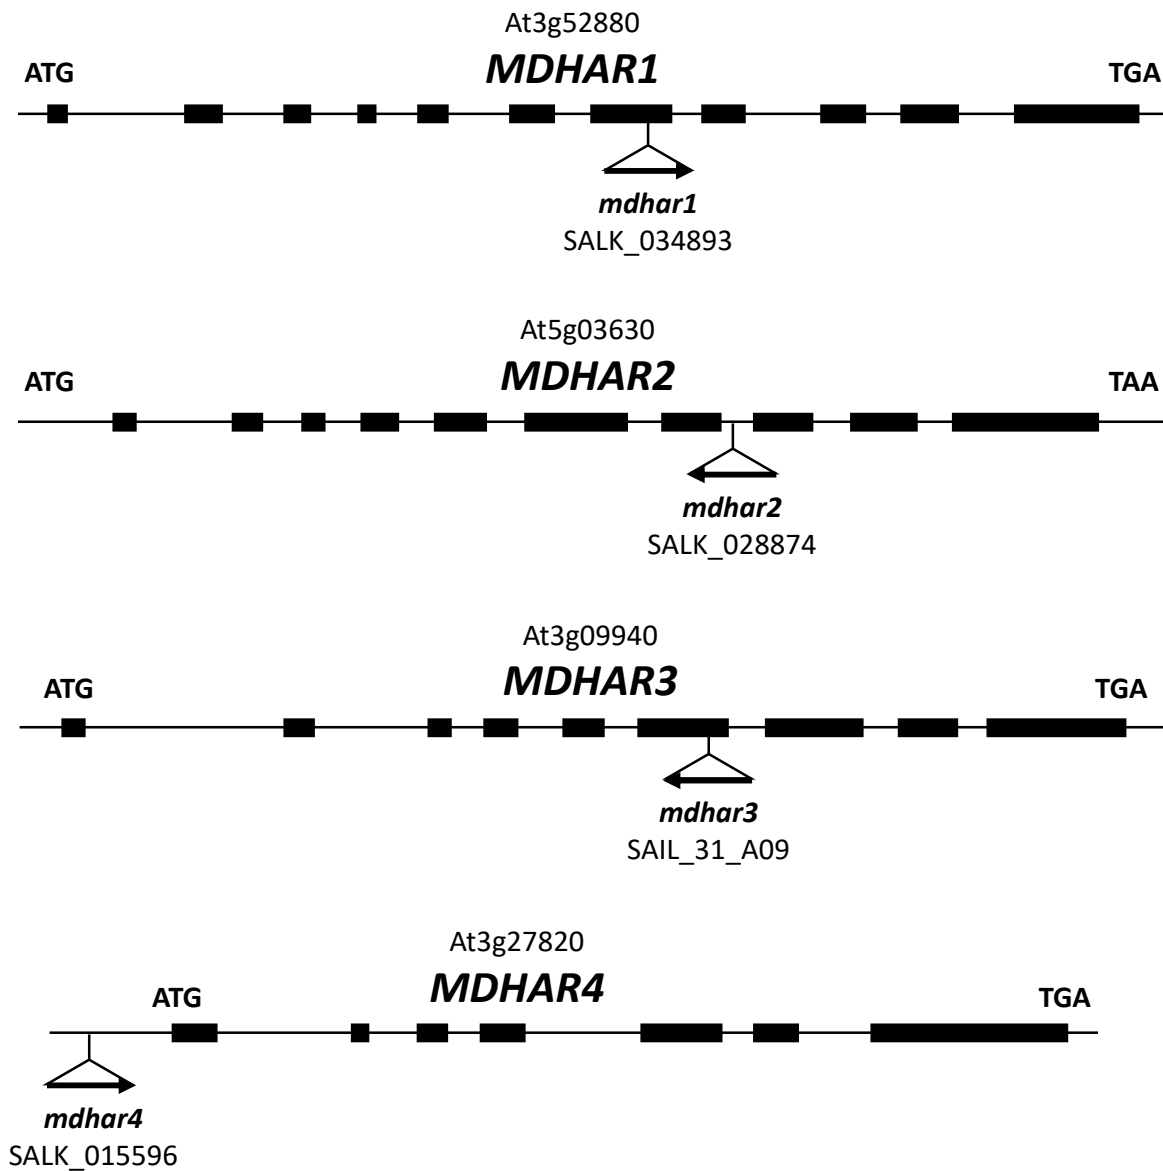 At3g52880
ATG MDHAR1 TGA
mdhar1
SALK_034893
At5g03630
ATG MDHAR2 TAA
mdhar2
SALK_028874
At3g09940
ATG MDHAR3 TGA
mdhar3
SAIL_31_A09
At3g27820
ATG MDHAR4 TGA
mdhar4
SALK_015596